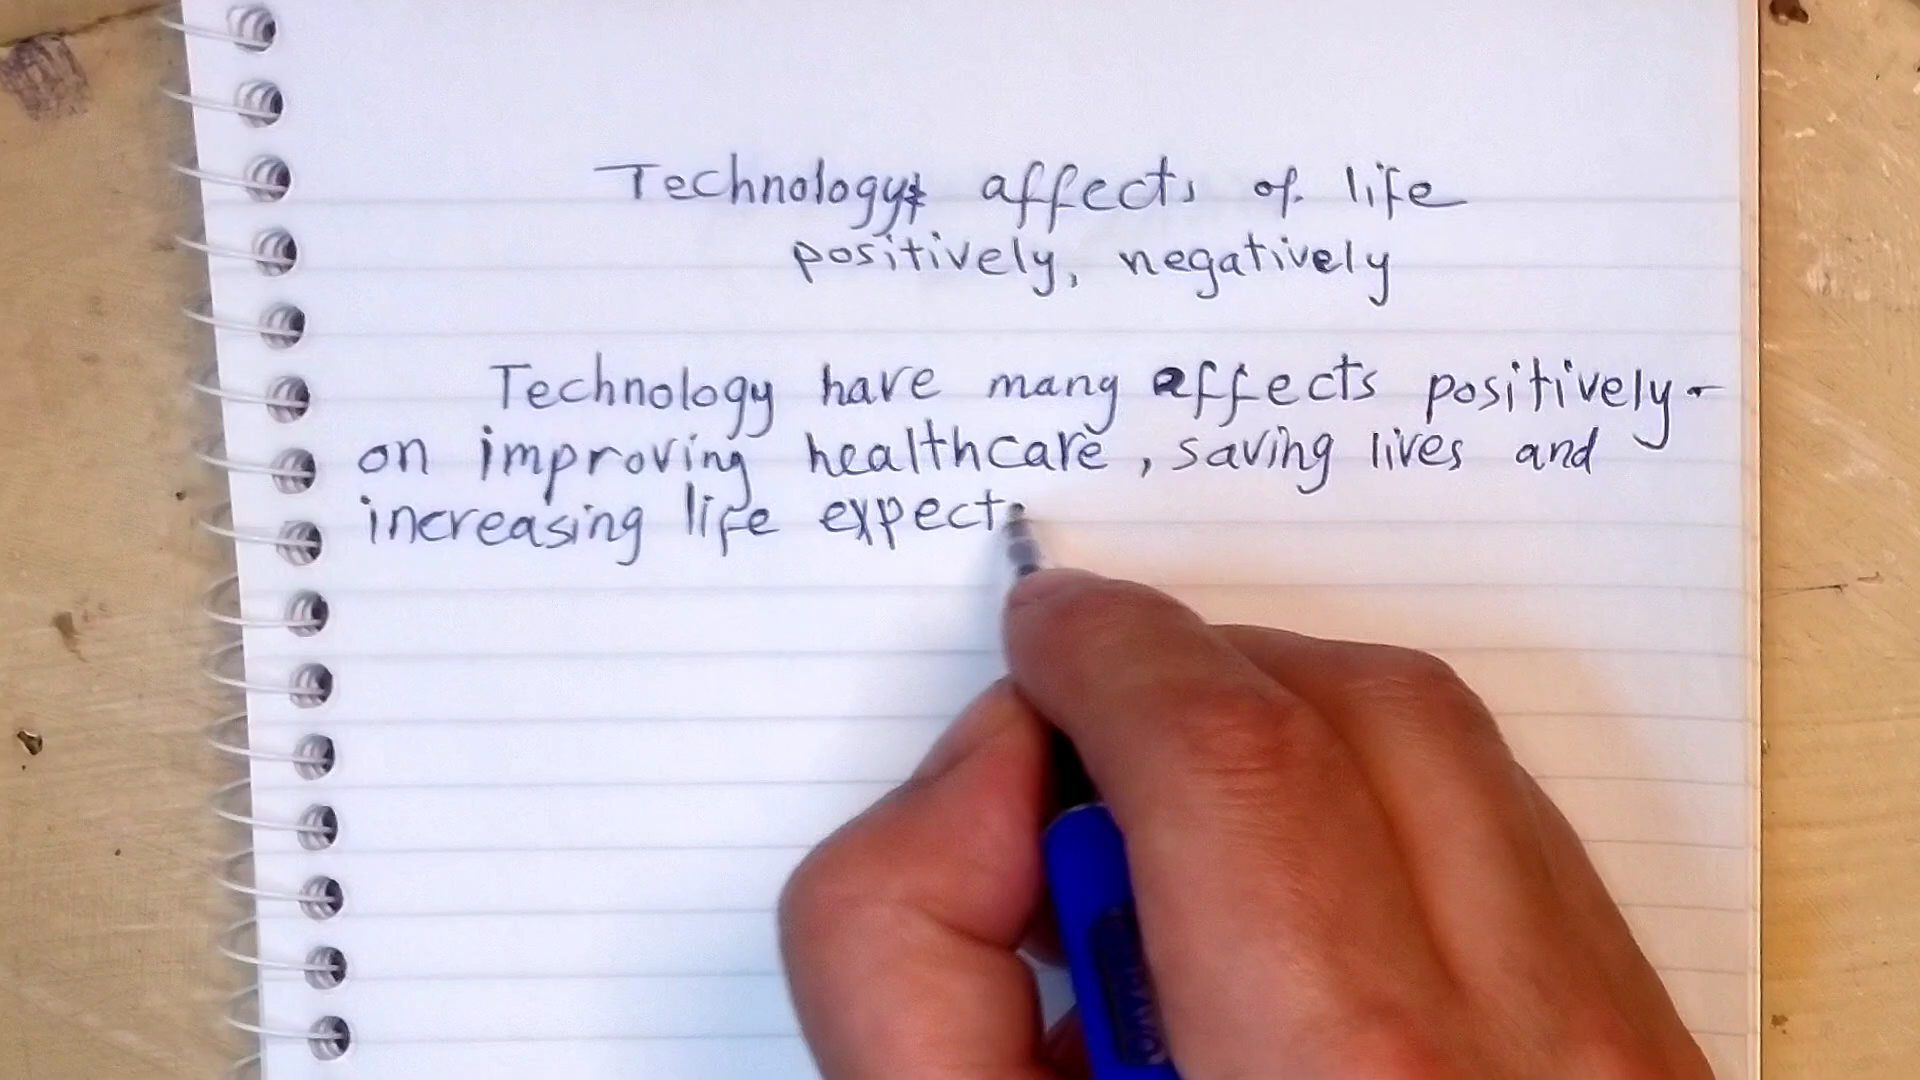 Technology affects of life
positively, negatively
Technology have many affects positively-
on improving healthcare, saving lives and
increasing life expect